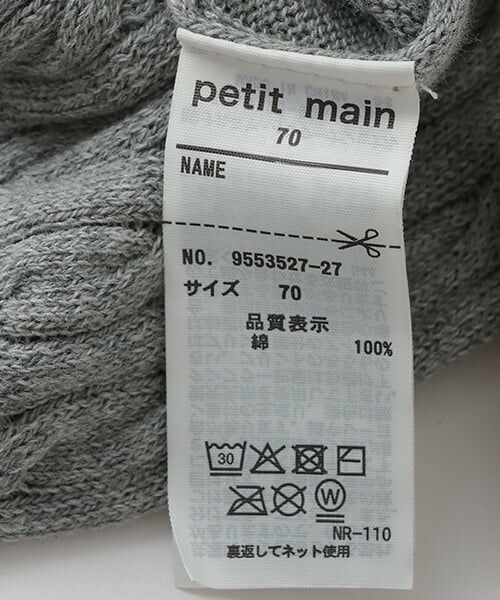 petit main
70
NAME
NO. 9553527-27
サイズ 70
品質表示
綿 100%
30
W
NR-110
裏返してネット使用